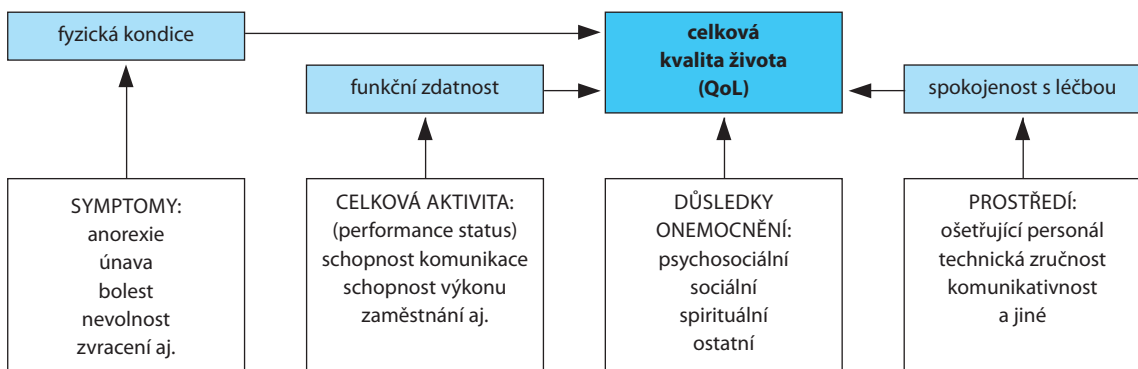 fyzická kondice
celková
kvalita života
(QoL)
funkční zdatnost
spokojenost s léčbou
SYMPTOMY:
anorexie
únava
bolest
nevolnost
zvracení aj.
CELKOVÁ AKTIVITA:
(performance status)
schopnost komunikace
schopnost výkonu
zaměstnání aj.
DŮSLEDKY
ONEMOCNĚNÍ:
psychosociální
sociální
spirituální
ostatní
PROSTŘEDÍ:
ošetřující personál
technická zručnost
komunikativnost
a jiné